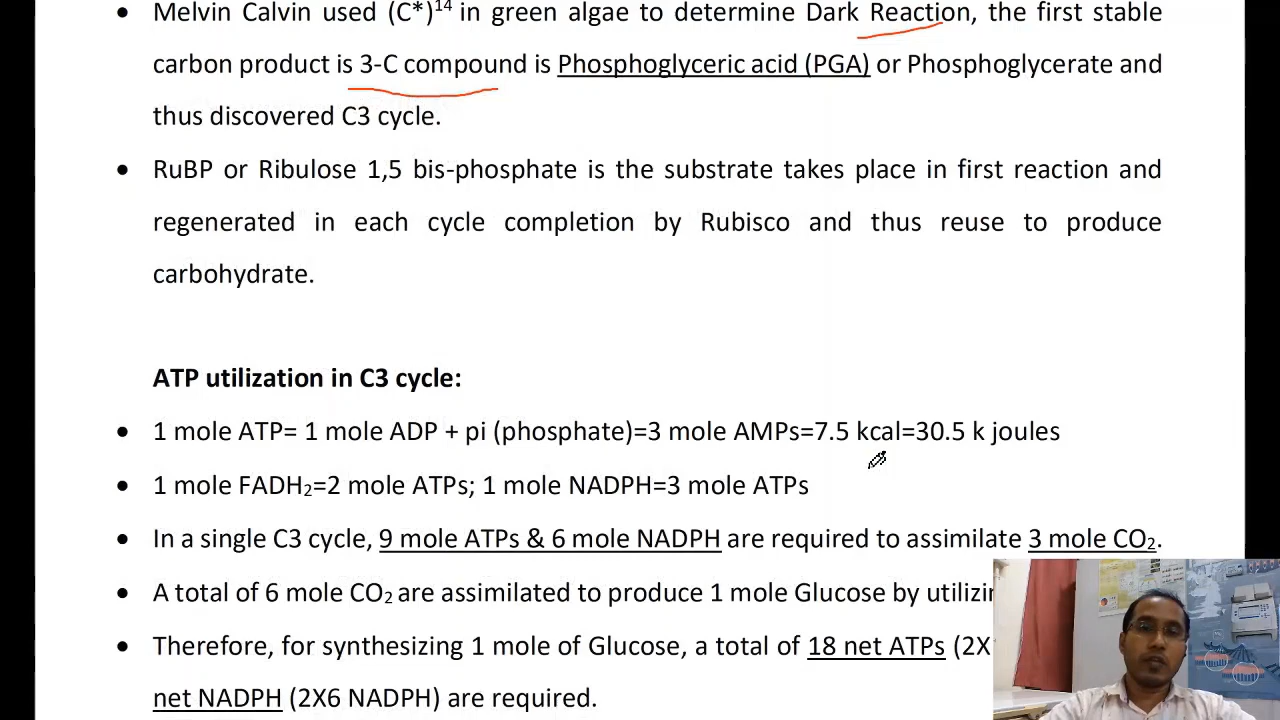 • Melvin Calvin used (C*)¹⁴ in green algae to determine Dark Reaction, the first stable
carbon product is 3-C compound is Phosphoglyceric acid (PGA) or Phosphoglycerate and
thus discovered C3 cycle.
• RuBP or Ribulose 1,5 bis-phosphate is the substrate takes place in first reaction and
regenerated in each cycle completion by Rubisco and thus reuse to produce
carbohydrate.
ATP utilization in C3 cycle:
• 1 mole ATP= 1 mole ADP + pi (phosphate)=3 mole AMPs=7.5 kcal=30.5 k joules
• 1 mole FADH₂=2 mole ATPs; 1 mole NADPH=3 mole ATPs
• In a single C3 cycle, 9 mole ATPs & 6 mole NADPH are required to assimilate 3 mole CO₂.
• A total of 6 mole CO₂ are assimilated to produce 1 mole Glucose by
• Therefore, for synthesizing 1 mole of Glucose, a total of 18 net ATPs (2X
net NADPH (2X6 NADPH) are required.